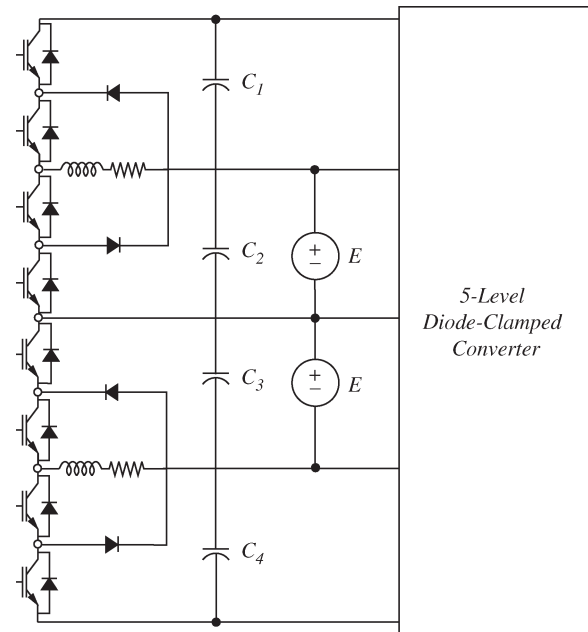 C1
C2
+
−
E
5-Level
Diode-Clamped
Converter
C3
+
−
E
C4